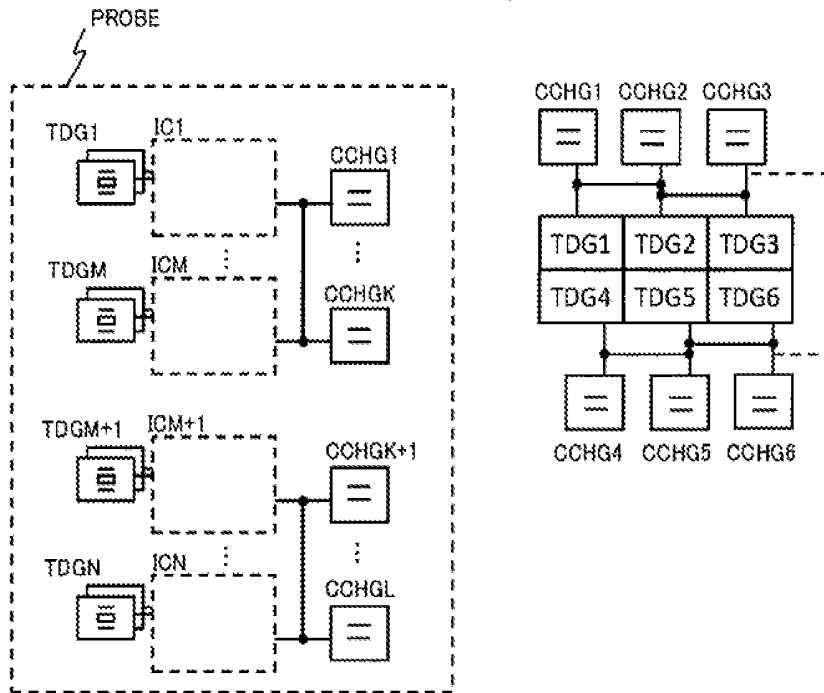 PROBE
TDG1
IC1
CCHG1
TDGM
ICM
CCHGK
TDGM+1
ICM+1
CCHGK+1
TDGN
ICN
CCHGL
CCHG1 CCHG2 CCHG3
TDG1 TDG2 TDG3
TDG4 TDG5 TDG6
CCHG4 CCHG5 CCHG6